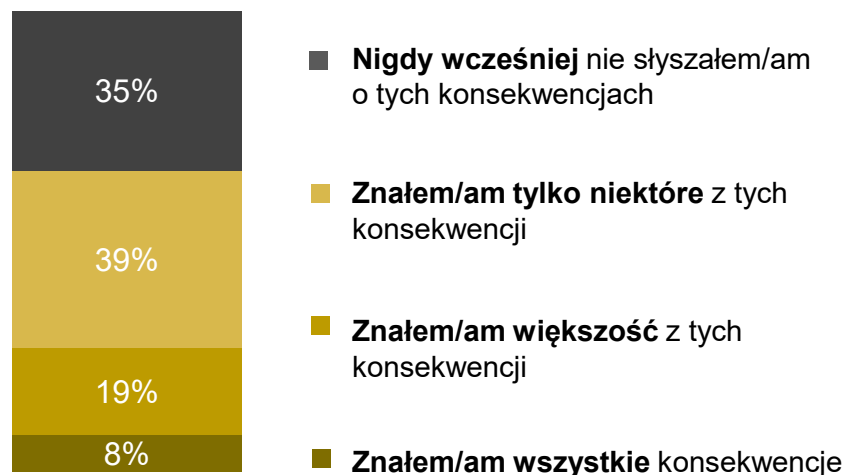 35%
Nigdy wcześniej nie słyszałem/am
o tych konsekwencjach
39%
Znałem/am tylko niektóre z tych
konsekwencji
19%
Znałem/am większość z tych
konsekwencji
8%
Znałem/am wszystkie konsekwencje